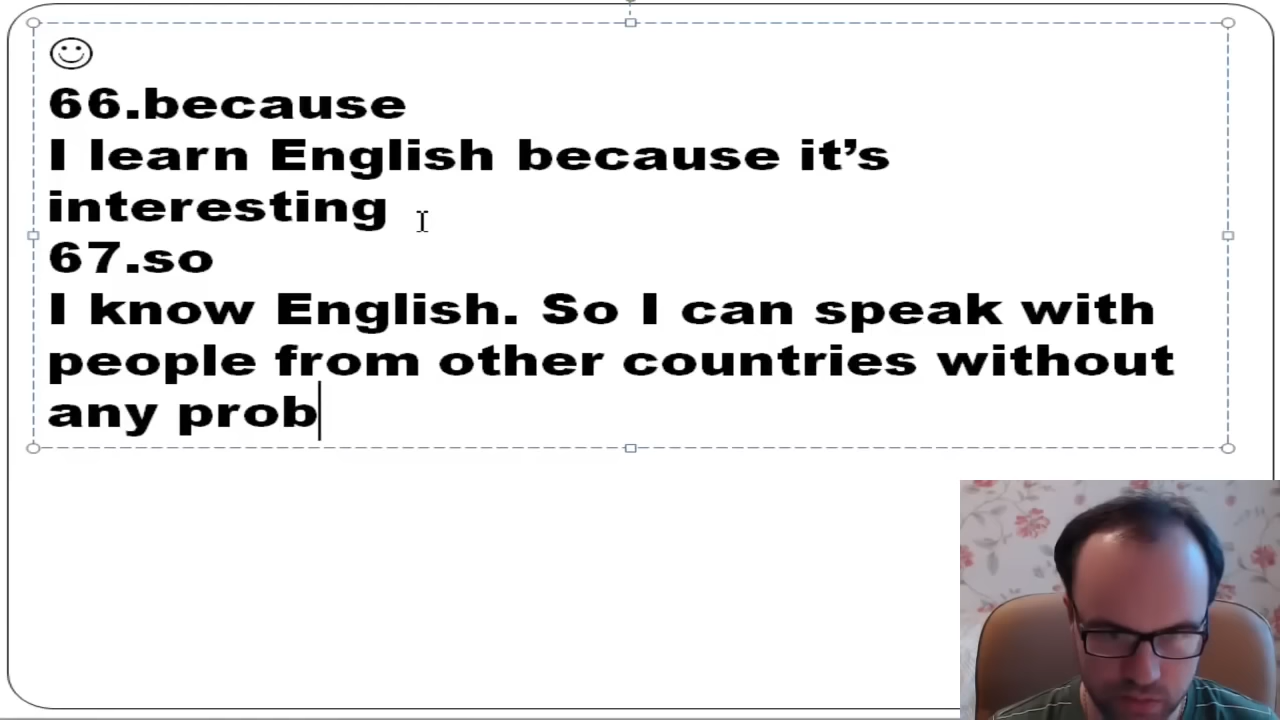 66.because
I learn English because it’s
interesting
67.so
I know English. So I can speak with
people from other countries without
any prob